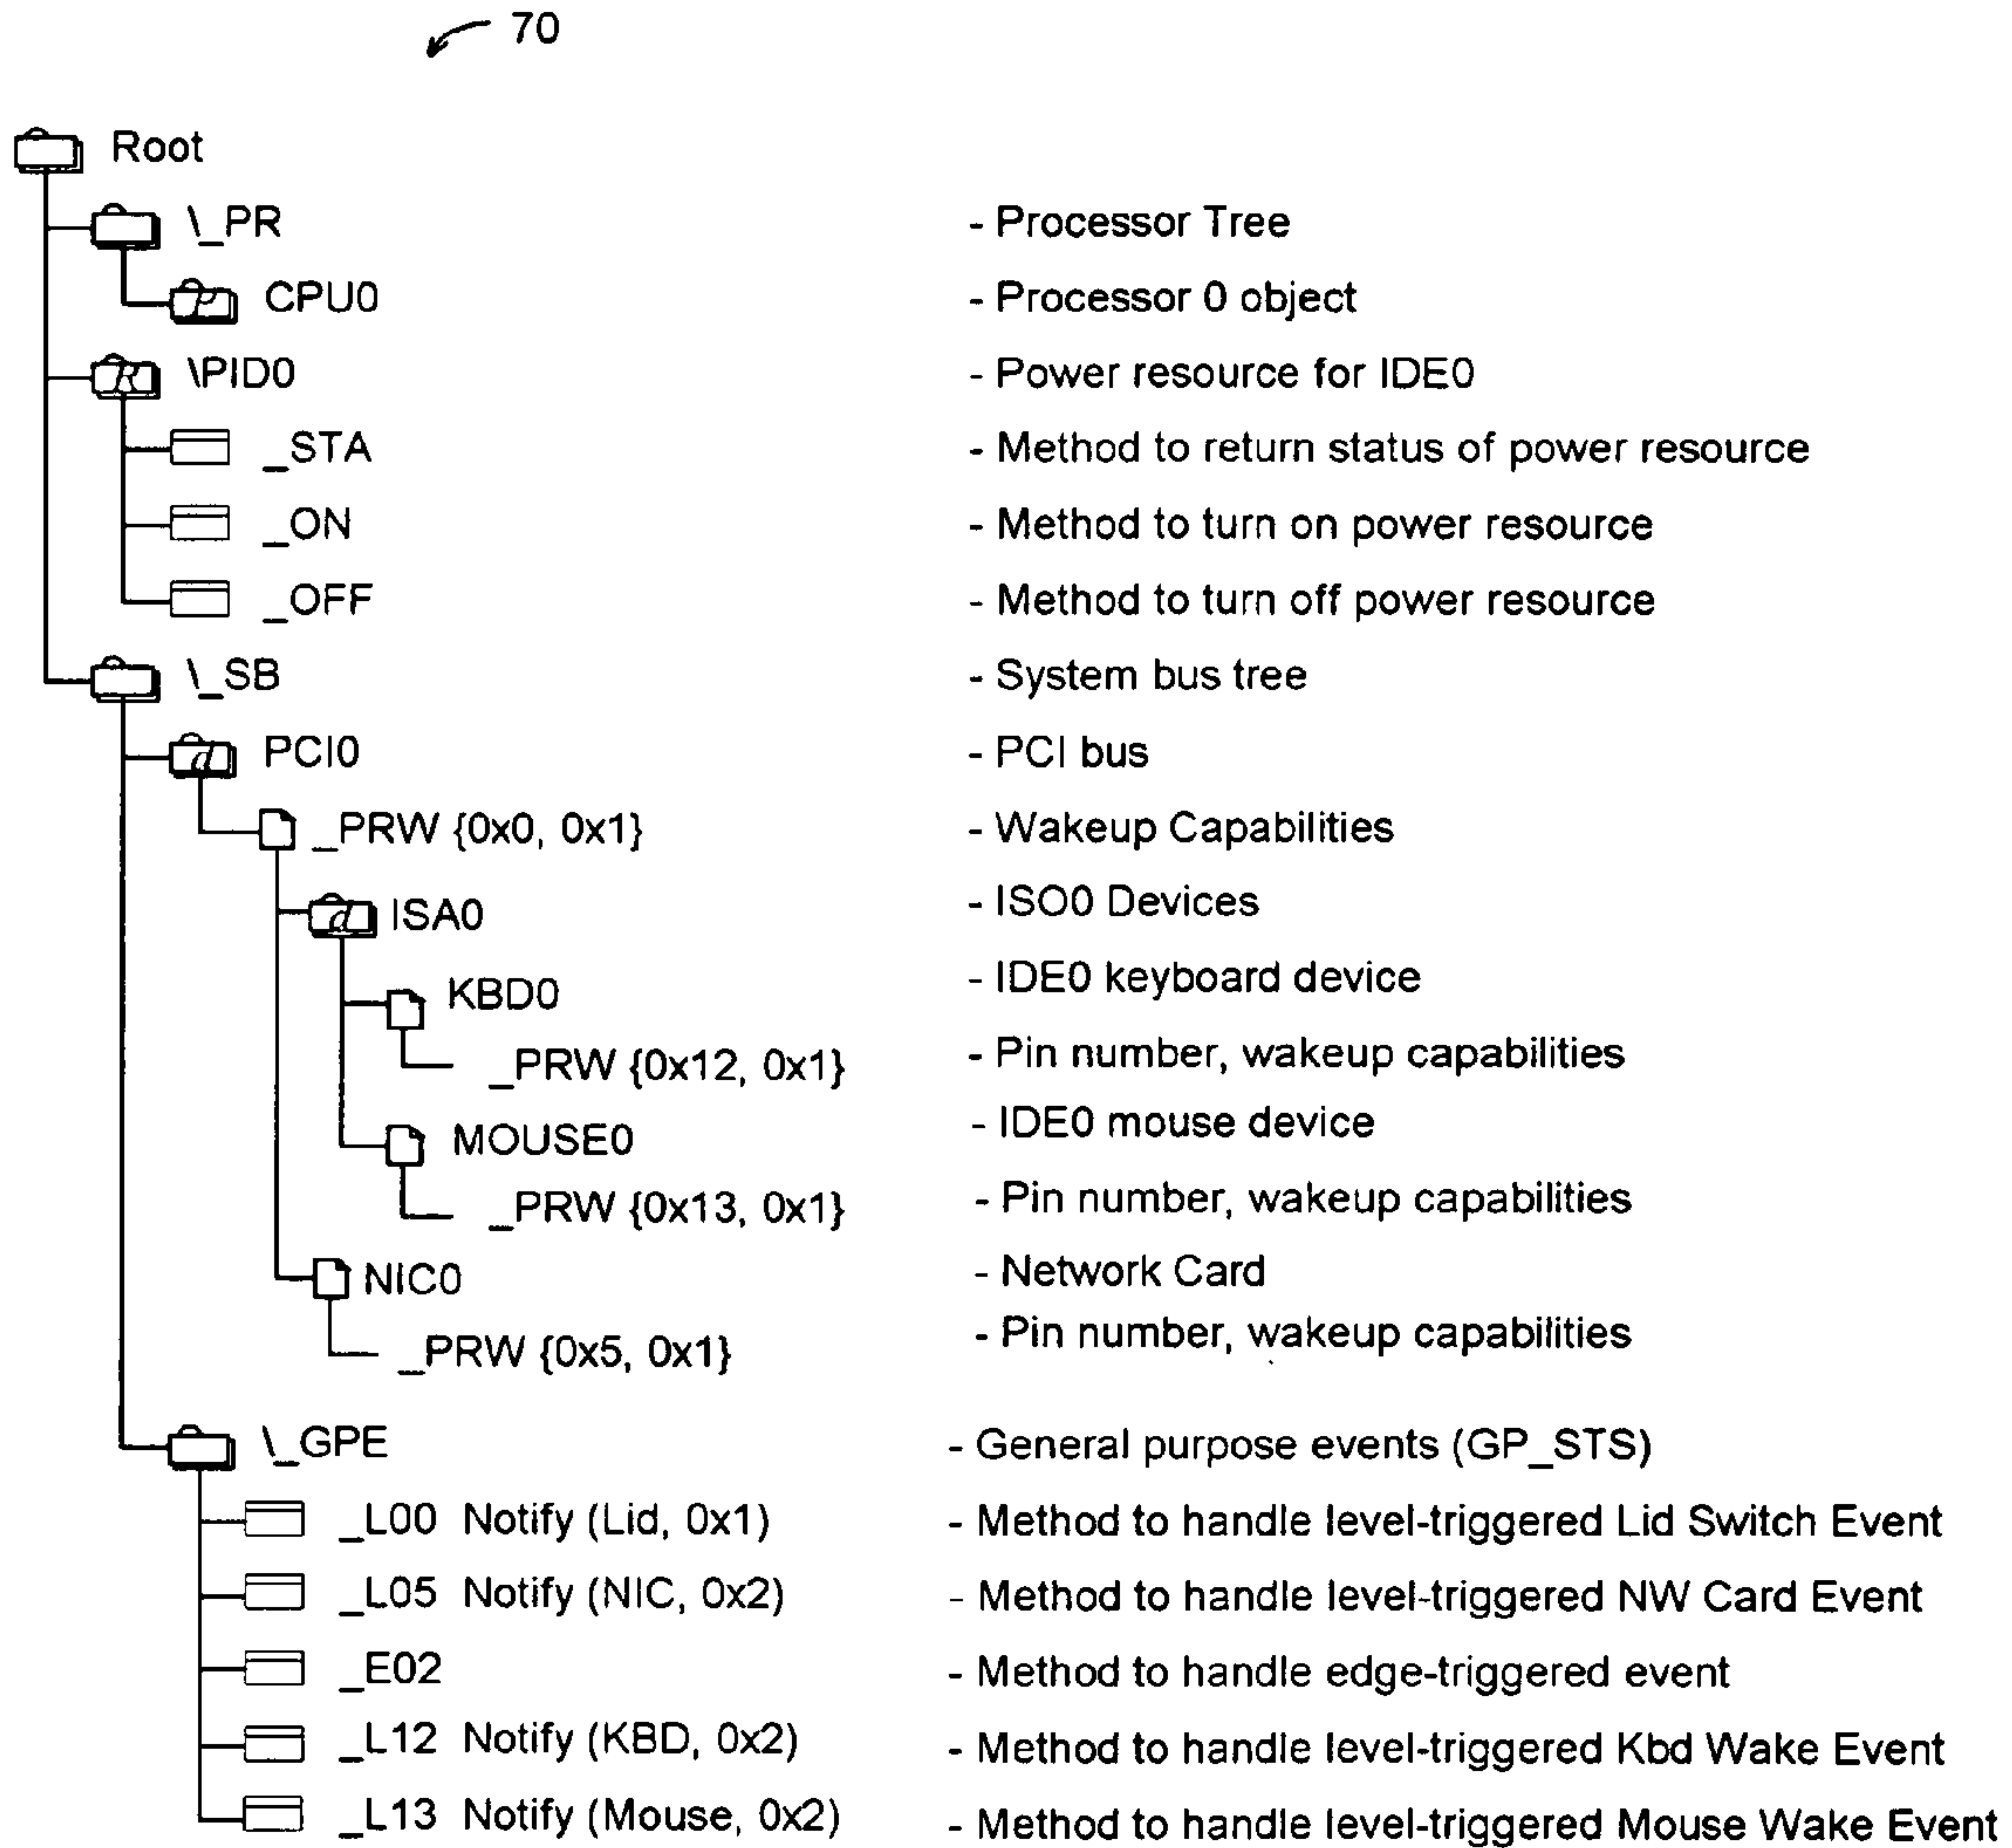 70
Root
\_PR - Processor Tree
CPU0 - Processor 0 object
\PID0 - Power resource for IDE0
_STA - Method to return status of power resource
_ON - Method to turn on power resource
_OFF - Method to turn off power resource
\_SB - System bus tree
PCI0 - PCI bus
_PRW {0x0, 0x1} - Wakeup Capabilities
ISA0 - ISO0 Devices
KBD0 - IDE0 keyboard device
_PRW {0x12, 0x1} - Pin number, wakeup capabilities
MOUSE0 - IDE0 mouse device
_PRW {0x13, 0x1} - Pin number, wakeup capabilities
NIC0 - Network Card
_PRW {0x5, 0x1} - Pin number, wakeup capabilities
\_GPE - General purpose events (GP_STS)
_L00 Notify (Lid, 0x1) - Method to handle level-triggered Lid Switch Event
_L05 Notify (NIC, 0x2) - Method to handle level-triggered NW Card Event
_E02 - Method to handle edge-triggered event
_L12 Notify (KBD, 0x2) - Method to handle level-triggered Kbd Wake Event
_L13 Notify (Mouse, 0x2) - Method to handle level-triggered Mouse Wake Event